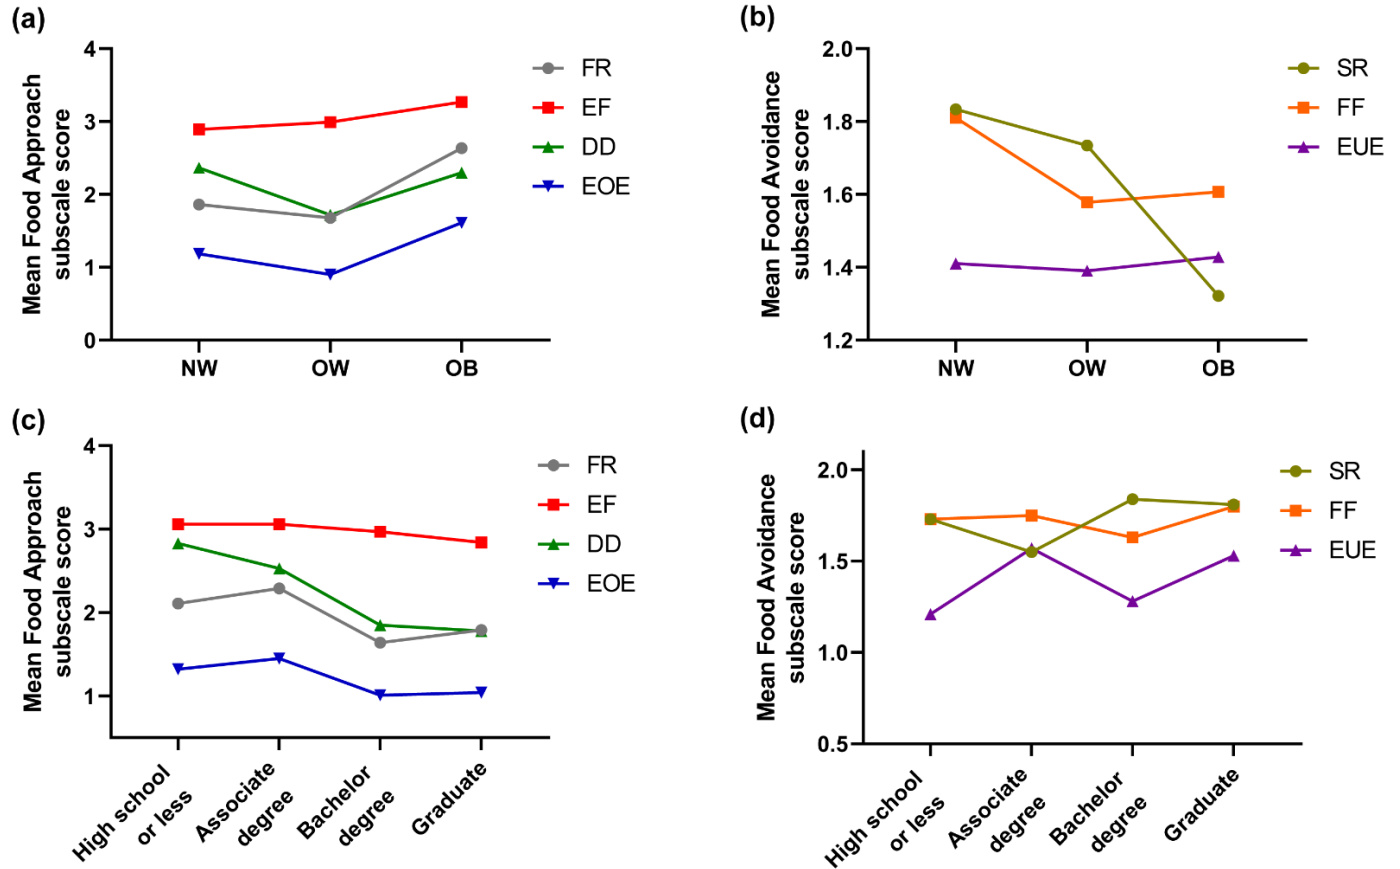 (a)
Mean Food Approach
subscale score
4
3
2
1
0
NW
OW
OB
FR
EF
DD
EOE
(b)
Mean Food Avoidance
subscale score
2.0
1.8
1.6
1.4
1.2
NW
OW
OB
SR
FF
EUE
(c)
Mean Food Approach
subscale score
4
3
2
1
High school
or less
Associate
degree
Bachelor
degree
Graduate
FR
EF
DD
EOE
(d)
Mean Food Avoidance
subscale score
2.0
1.5
1.0
0.5
High school
or less
Associate
degree
Bachelor
degree
Graduate
SR
FF
EUE